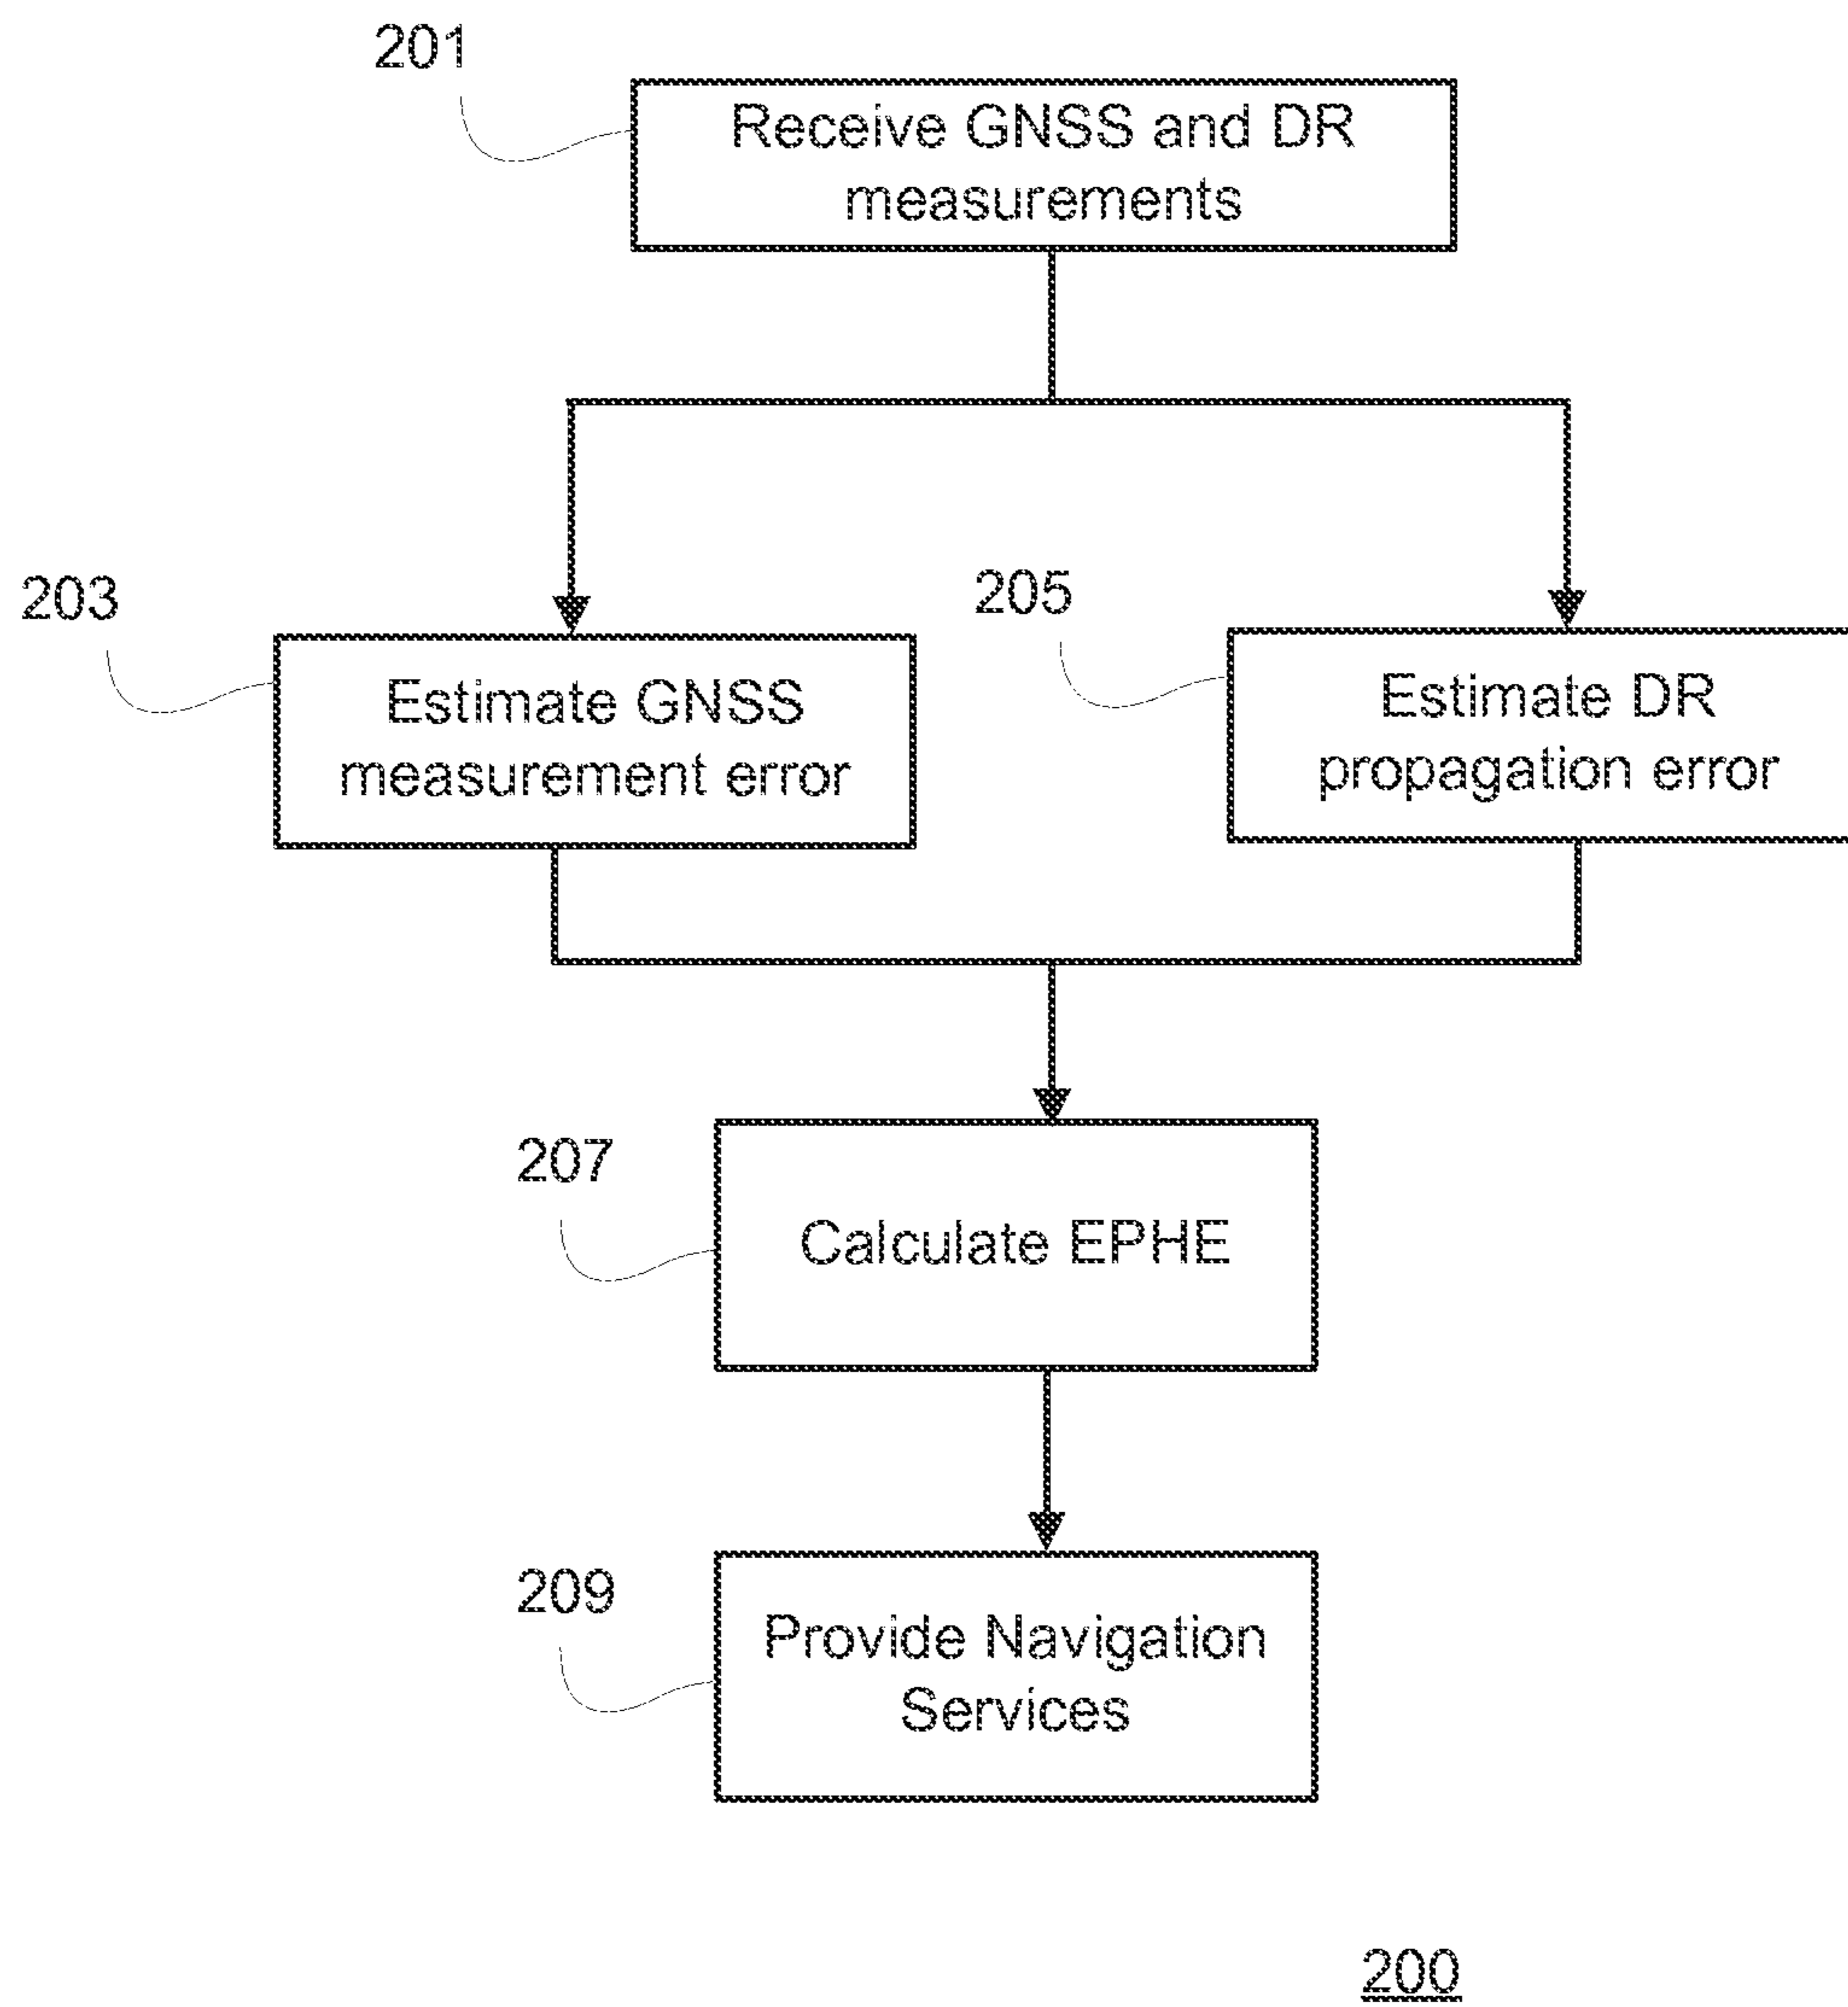 201
Receive GNSS and DR
measurements
203
Estimate GNSS
measurement error
205
Estimate DR
propagation error
207
Calculate EPHE
209
Provide Navigation
Services
200